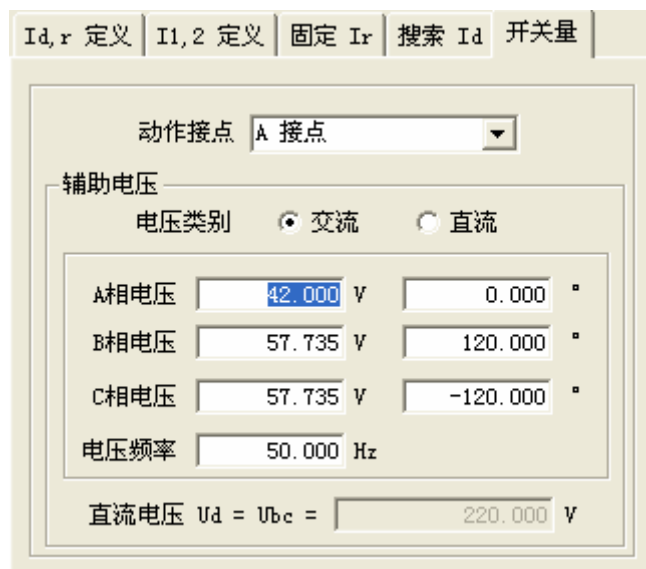 Id,r 定义 I1,2 定义 固定 Ir 搜索 Id 开关量
动作接点 A 接点
辅助电压
电压类别 交流 直流
A相电压 42.000 V 0.000 °
B相电压 57.735 V 120.000 °
C相电压 57.735 V -120.000 °
电压频率 50.000 Hz
直流电压 Ud = Ubc = 220.000 V